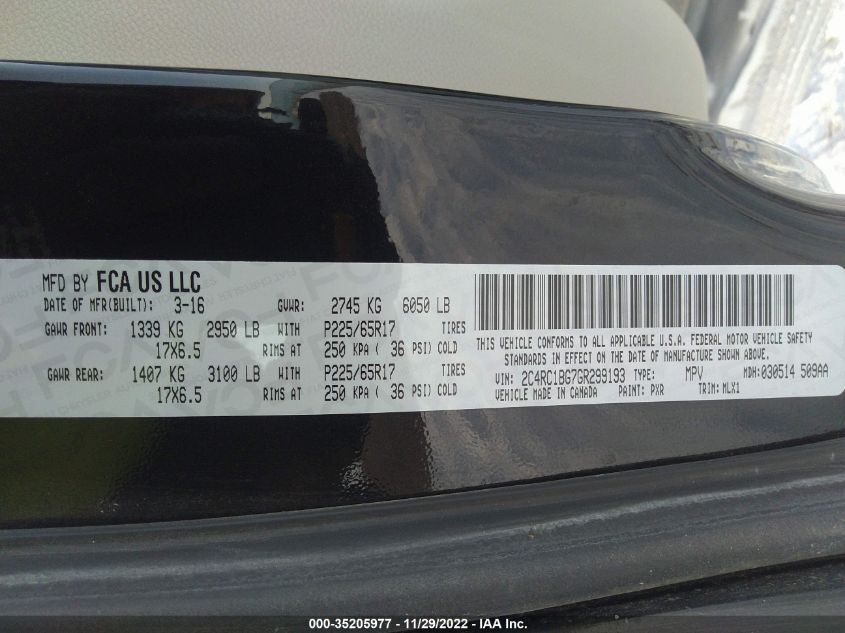 MFD BY FCA US LLC
DATE OF MFR(BUILT): 3-16 GVWR: 2745 KG 6050 LB
GAWR FRONT: 1339 KG 2950 LB WITH P225/65R17 TIRES
17X6.5 RIMS AT 250 KPA ( 36 PSI) COLD
GAWR REAR: 1407 KG 3100 LB WITH P225/65R17 TIRES
17X6.5 RIMS AT 250 KPA ( 36 PSI) COLD
THIS VEHICLE CONFORMS TO ALL APPLICABLE U.S.A. FEDERAL MOTOR VEHICLE SAFETY
STANDARDS IN EFFECT ON THE DATE OF MANUFACTURE SHOWN ABOVE.
VIN: 2C4RC1BG7GR299193 TYPE: MPV MDH:030514 509AA
VEHICLE MADE IN CANADA PAINT: PXR TRIM: MLX1
000-35205977 - 11/29/2022 - IAA, Inc.